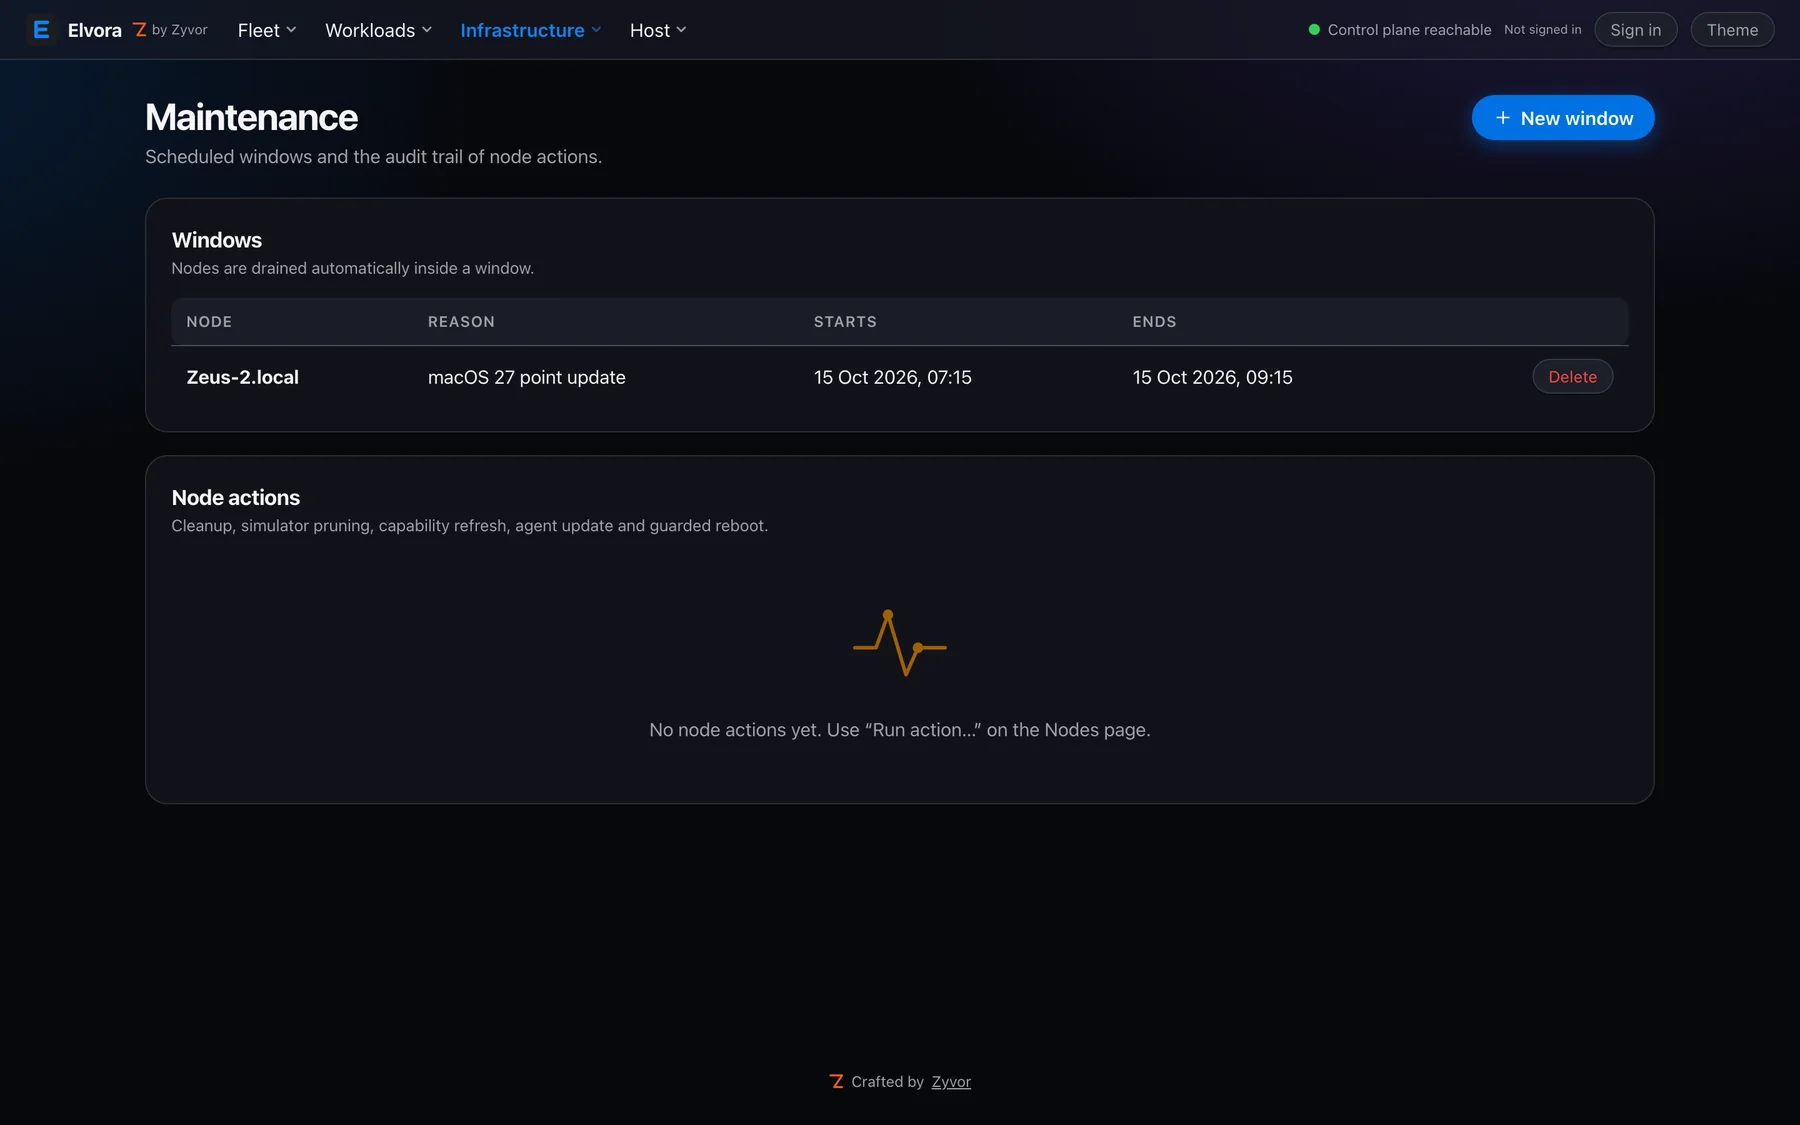 E Elvora Z by Zyvor Fleet Workloads Infrastructure Host Control plane reachable Not signed in Sign in Theme
Maintenance
+ New window
Scheduled windows and the audit trail of node actions.
Windows
Nodes are drained automatically inside a window.
NODE REASON STARTS ENDS
Zeus-2.local macOS 27 point update 15 Oct 2026, 07:15 15 Oct 2026, 09:15 Delete
Node actions
Cleanup, simulator pruning, capability refresh, agent update and guarded reboot.
No node actions yet. Use “Run action...” on the Nodes page.
Z Crafted by Zyvor